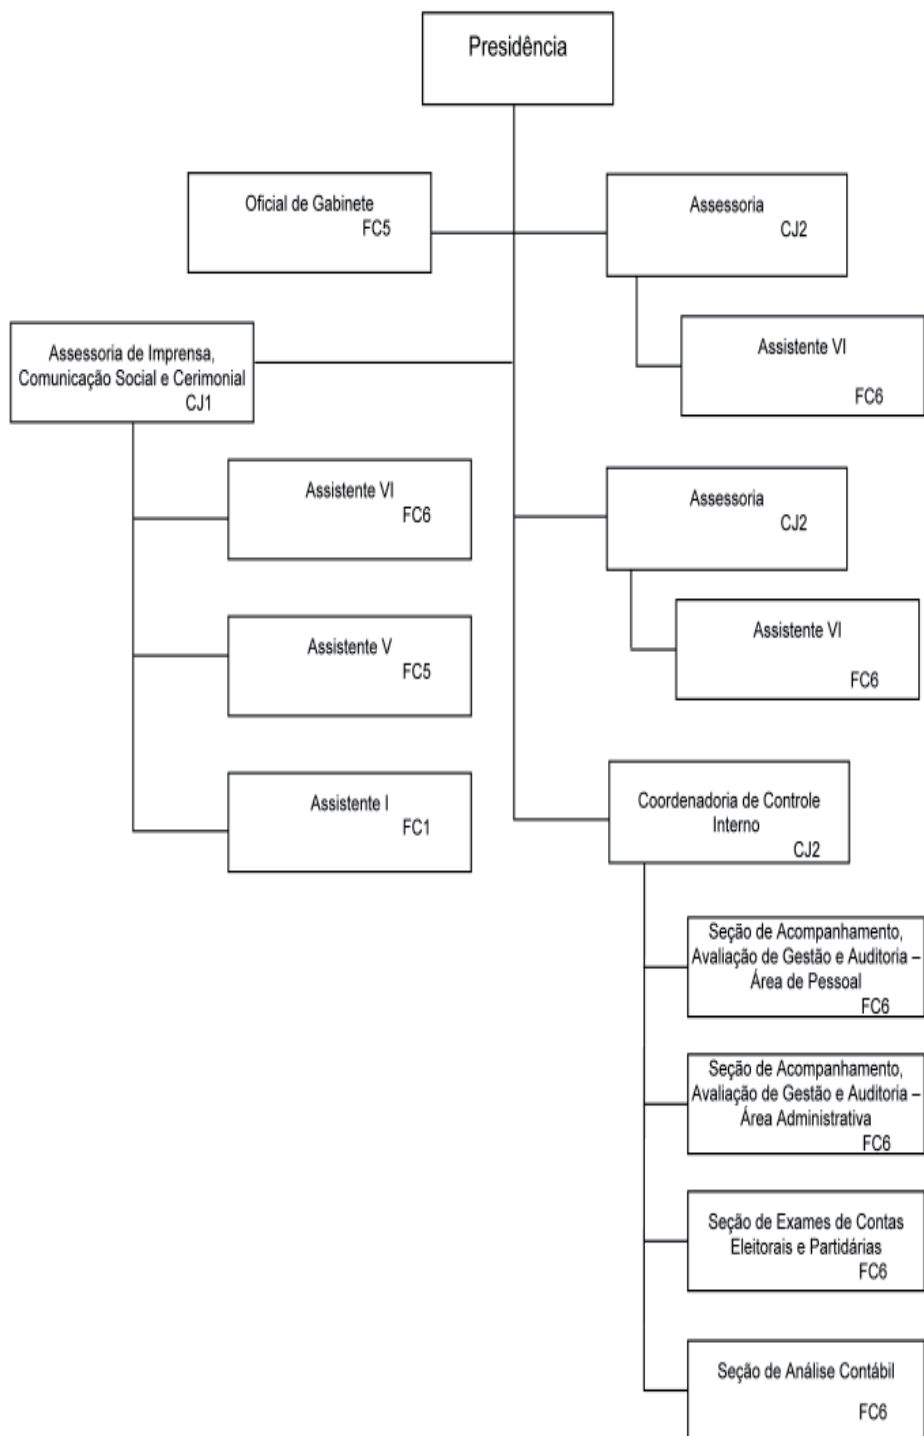 Presidência
Oficial de Gabinete
FC5
Assessoria
CJ2
Assistente VI
FC6
Assessoria de Imprensa,
Comunicação Social e Cerimonial
CJ1
Assistente VI
FC6
Assistente V
FC5
Assistente I
FC1
Assessoria
CJ2
Assistente VI
FC6
Coordenadoria de Controle
Interno
CJ2
Seção de Acompanhamento,
Avaliação de Gestão e Auditoria –
Área de Pessoal
FC6
Seção de Acompanhamento,
Avaliação de Gestão e Auditoria –
Área Administrativa
FC6
Seção de Exames de Contas
Eleitorais e Partidárias
FC6
Seção de Análise Contábil
FC6